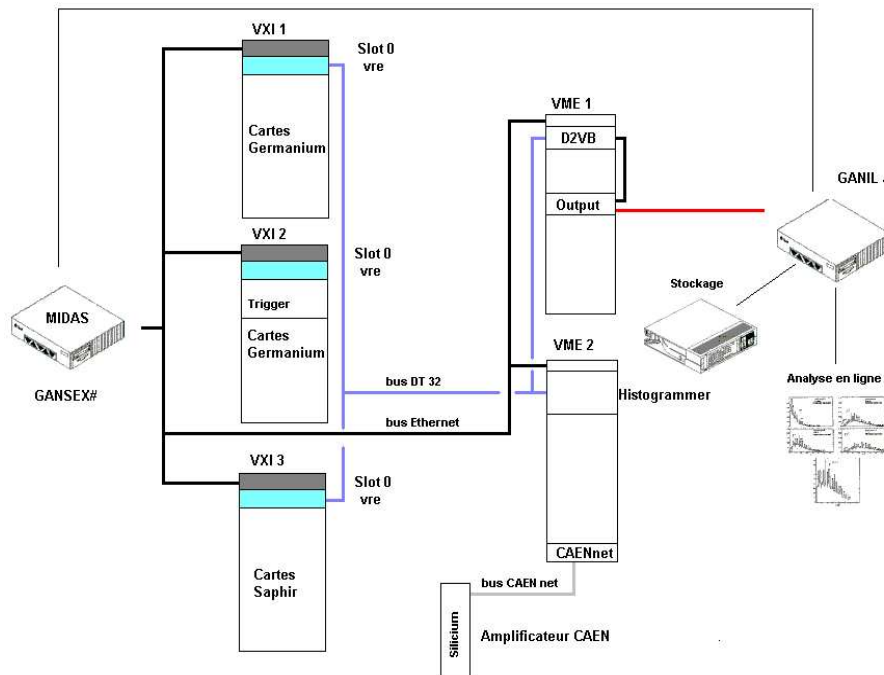 VXI 1
Slot 0
vre
Cartes
Germanium
VME 1
D2VB
Output
GANIL
VXI 2
Slot 0
vre
Trigger
Cartes
Germanium
MIDAS
GANSEX#
Stockage
VME 2
bus DT 32
Histogrammer
Analyse en ligne
bus Ethernet
VXI 3
Slot 0
vre
Cartes
Saphir
CAENnet
bus CAEN net
Silicium
Amplificateur CAEN